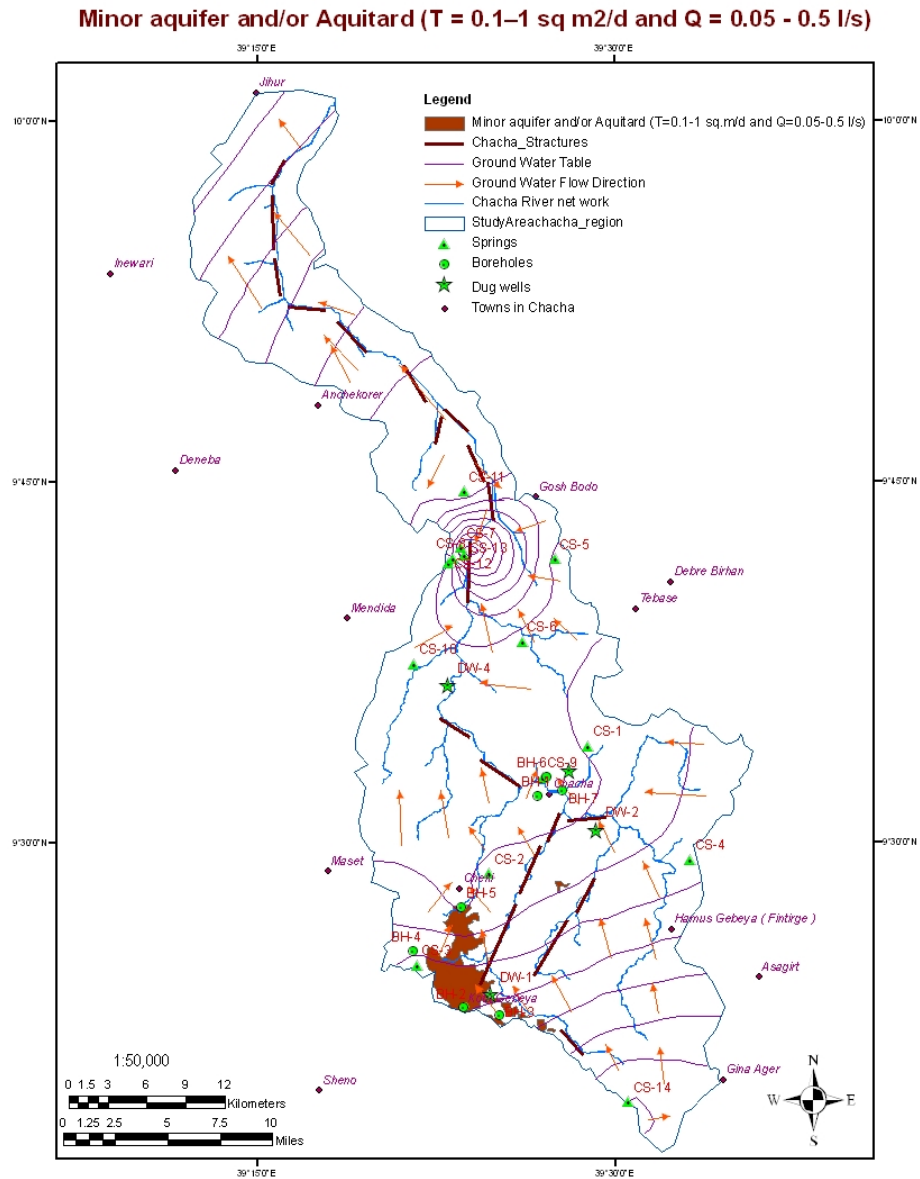 Minor aquifer and/or Aquitard (T = 0.1–1 sq m2/d and Q = 0.05 - 0.5 l/s)
39°15'0"E
39°30'0"E
Jihur
Legend
10°0'0"N
10°0'0"N
Minor aquifer and/or Aquitard (T=0.1-1 sq.m/d and Q=0.05-0.5 l/s)
Chacha_Stractures
Ground Water Table
Ground Water Flow Direction
Chacha River net work
StudyAreachacha_region
Springs
Boreholes
Dug wells
Towns in Chacha
Inewari
Anchekorer
Deneba
9°45'0"N
9°45'0"N
CS-11
Gosh Bodo
CS-7
CS-13
CS-12
CS-5
Debre Birhan
Tebase
Mendida
CS-6
DW-4
CS-1
BH-6
CS-9
Chacha
BH-7
DW-2
9°30'0"N
9°30'0"N
CS-4
CS-2
Maset
BH-5
Hamus Gebeya ( Fintirge )
BH-4
CS-3
Asagirt
DW-1
1:50,000
0 1.5 3 6 9 12
Kilometers
0 1.25 2.5 5 7.5 10
Miles
Sheno
Gina Ager
CS-14
N
W
E
S
39°15'0"E
39°30'0"E